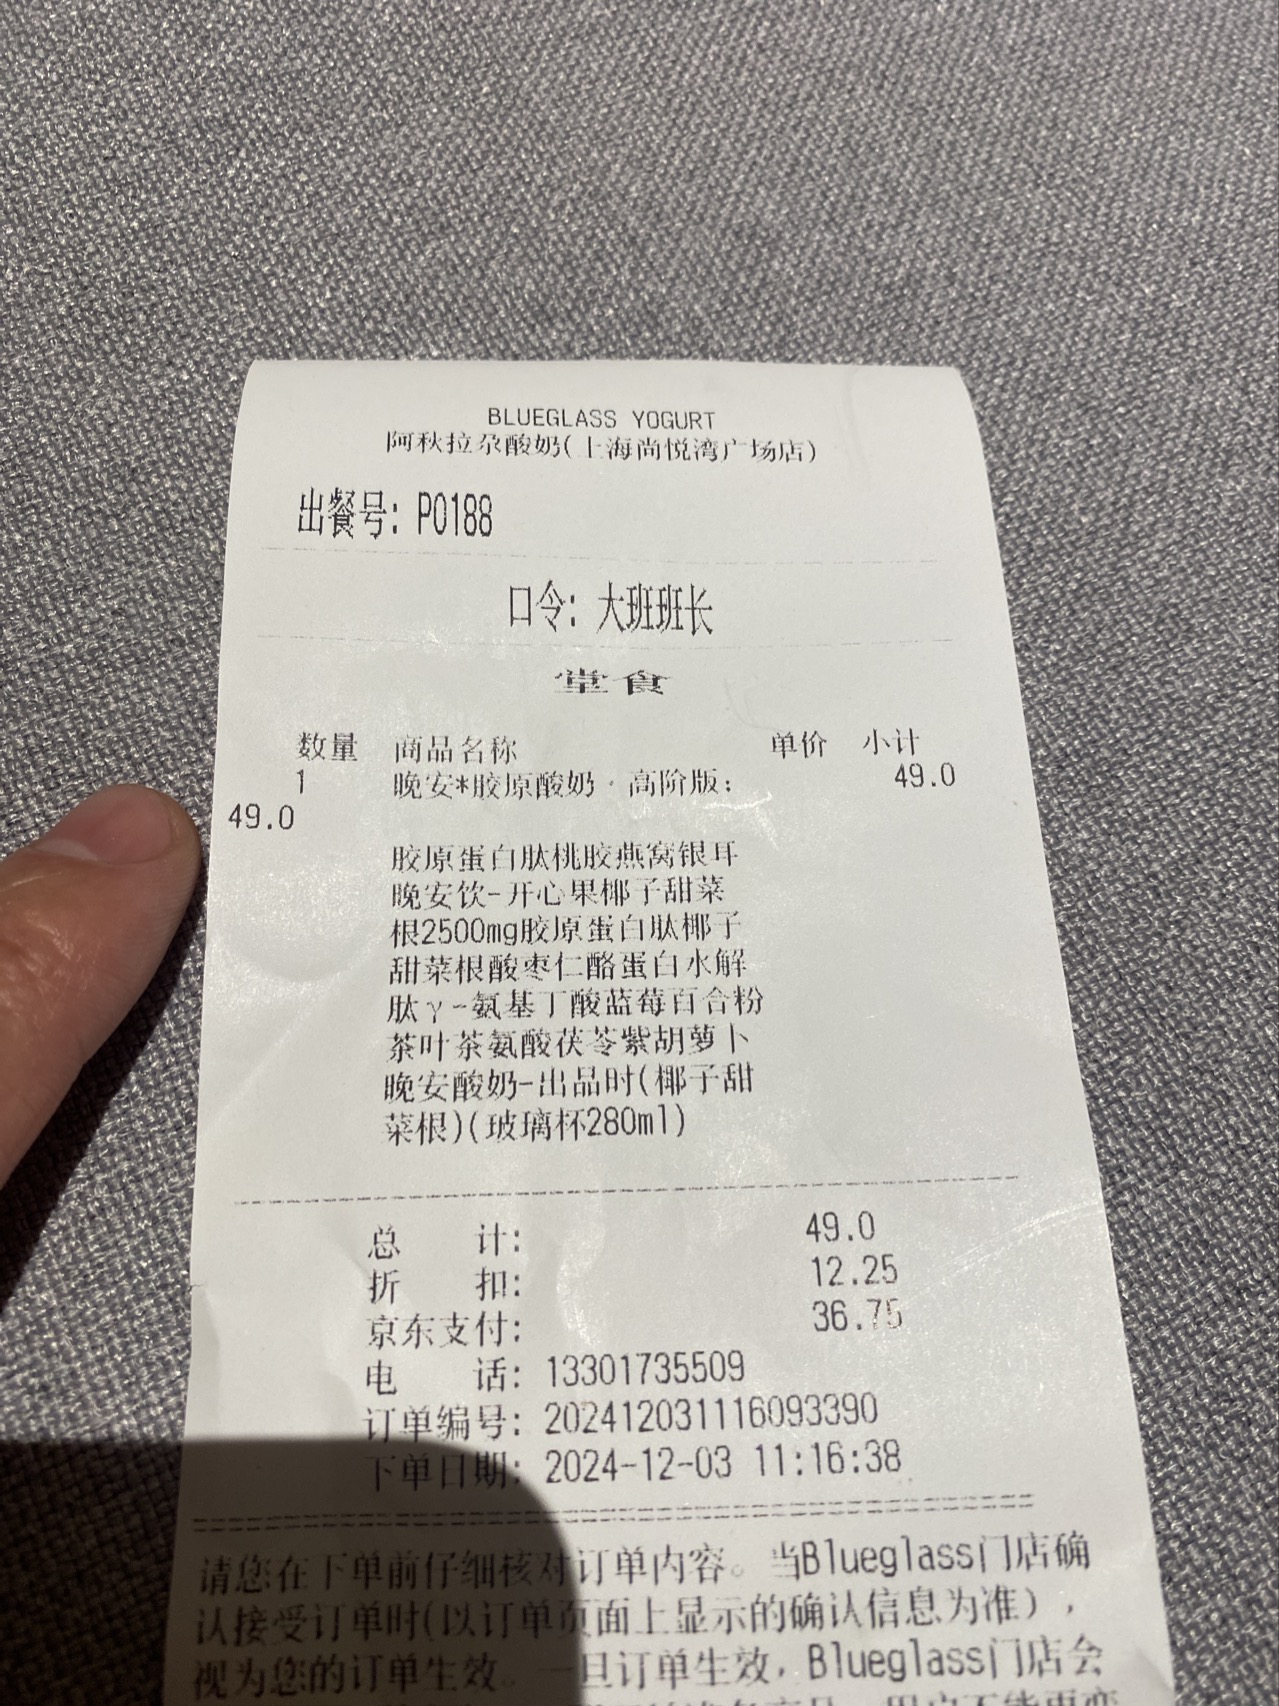 BLUEGLASS YOGURT
阿秋拉尕酸奶(上海尚悦湾广场店)
出餐号: P0188
口令: 大班班长
堂食
数量 商品名称 单价 小计
1 晚安*胶原酸奶·高阶版: 49.0
49.0
胶原蛋白肽桃胶燕窝银耳
晚安饮-开心果椰子甜菜
根2500mg胶原蛋白肽椰子
甜菜根酸枣仁酪蛋白水解
肽γ-氨基丁酸蓝莓百合粉
茶叶茶氨酸茯苓紫胡萝卜
晚安酸奶-出品时(椰子甜
菜根)(玻璃杯280ml)
总 计: 49.0
折 扣: 12.25
京东支付: 36.75
电 话: 13301735509
订单编号: 202412031116093390
下单日期: 2024-12-03 11:16:38
请您在下单前仔细核对订单内容。当Blueglass门店确
认接受订单时(以订单页面上显示的确认信息为准),
视为您的订单生效。一旦订单生效,Blueglass门店会